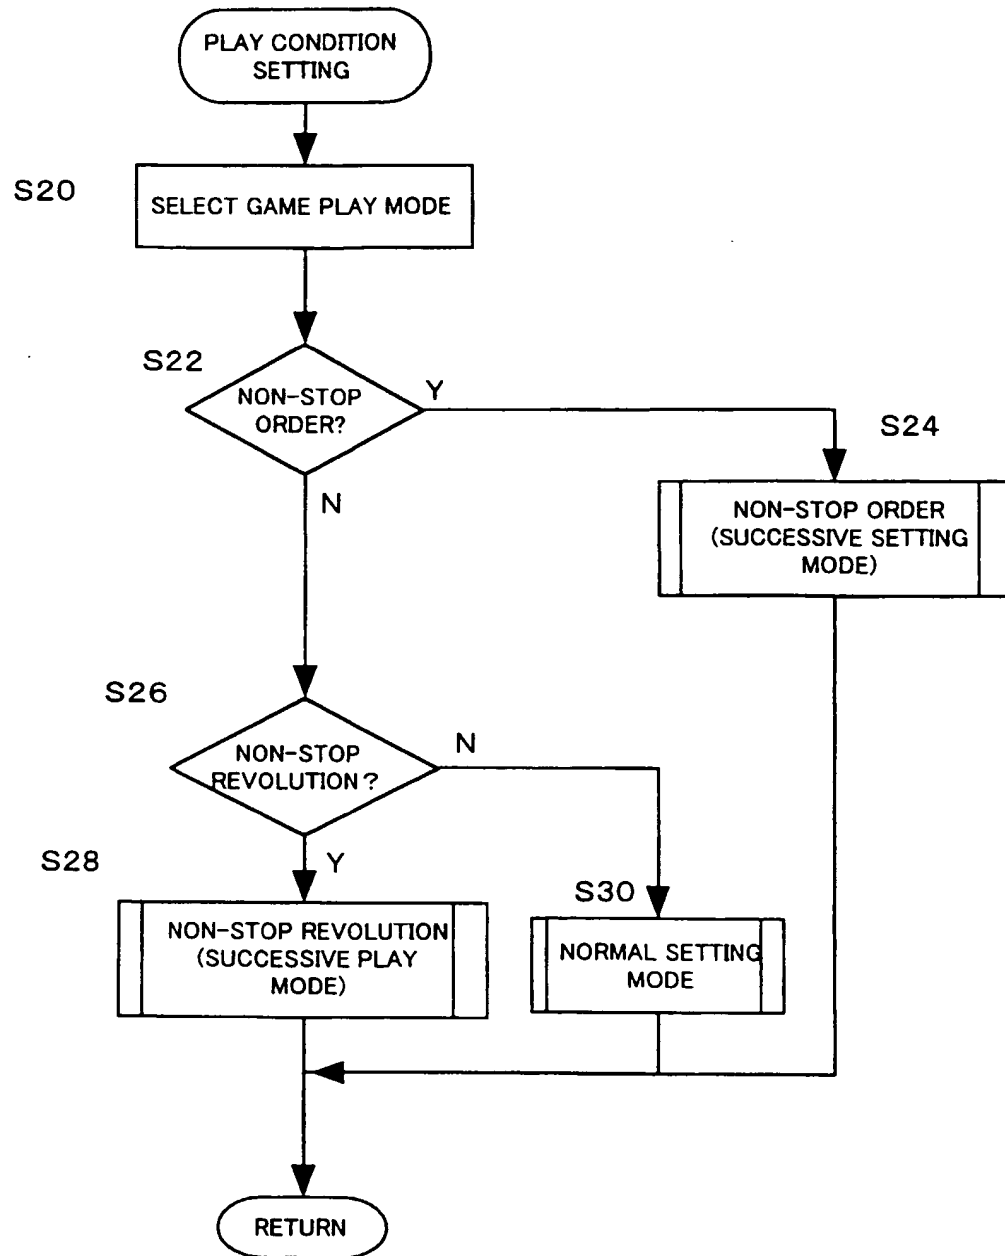 PLAY CONDITION
SETTING
S20
SELECT GAME PLAY MODE
S22
NON-STOP
ORDER?
Y
N
S24
NON-STOP ORDER
(SUCCESSIVE SETTING
MODE)
S26
NON-STOP
REVOLUTION?
N
Y
S28
NON-STOP REVOLUTION
(SUCCESSIVE PLAY
MODE)
S30
NORMAL SETTING
MODE
RETURN